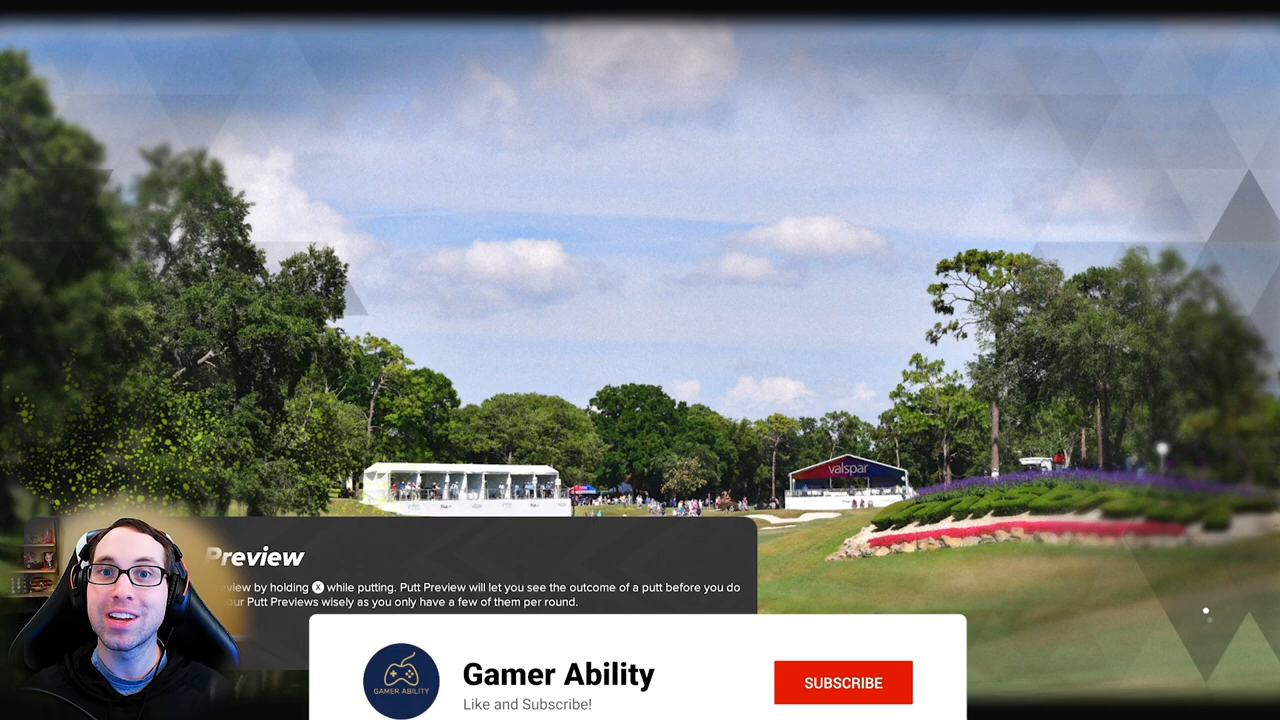 valspar
Preview
view by holding X while putting. Putt Preview will let you see the outcome of a putt before you do
our Putt Previews wisely as you only have a few of them per round.
GAMER ABILITY
Gamer Ability
Like and Subscribe!
SUBSCRIBE